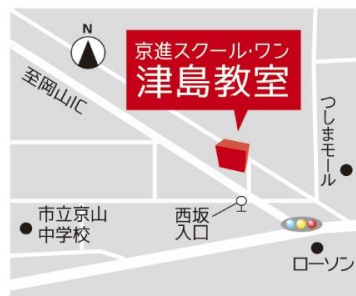 N
京進スクール・ワン
津島教室
至岡山IC
つしまモール
市立京山
中学校
西坂
入口
ローソン